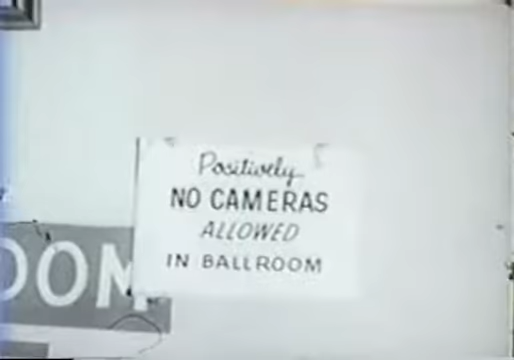 Positively
NO CAMERAS
ALLOWED
IN BALLROOM
OOM